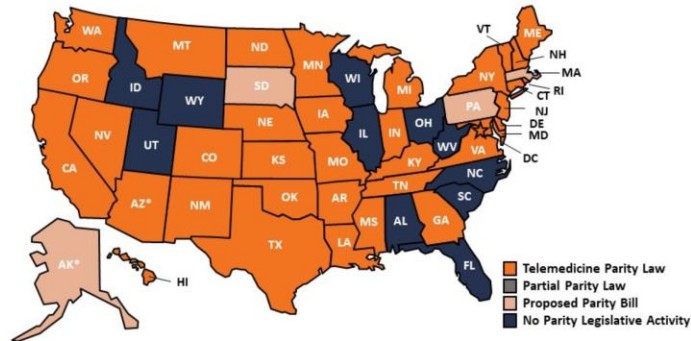 WA
MT
ND
MN
VT
ME
NH
MA
RI
CT
OR
ID
WY
SD
WI
MI
NY
PA
NJ
DE
MD
DC
NV
UT
CO
NE
IA
IL
IN
OH
WV
VA
CA
KS
MO
KY
NC
AZ*
NM
OK
AR
TN
SC
TX
LA
MS
AL
GA
FL
AK*
HI
Telemedicine Parity Law
Partial Parity Law
Proposed Parity Bill
No Parity Legislative Activity